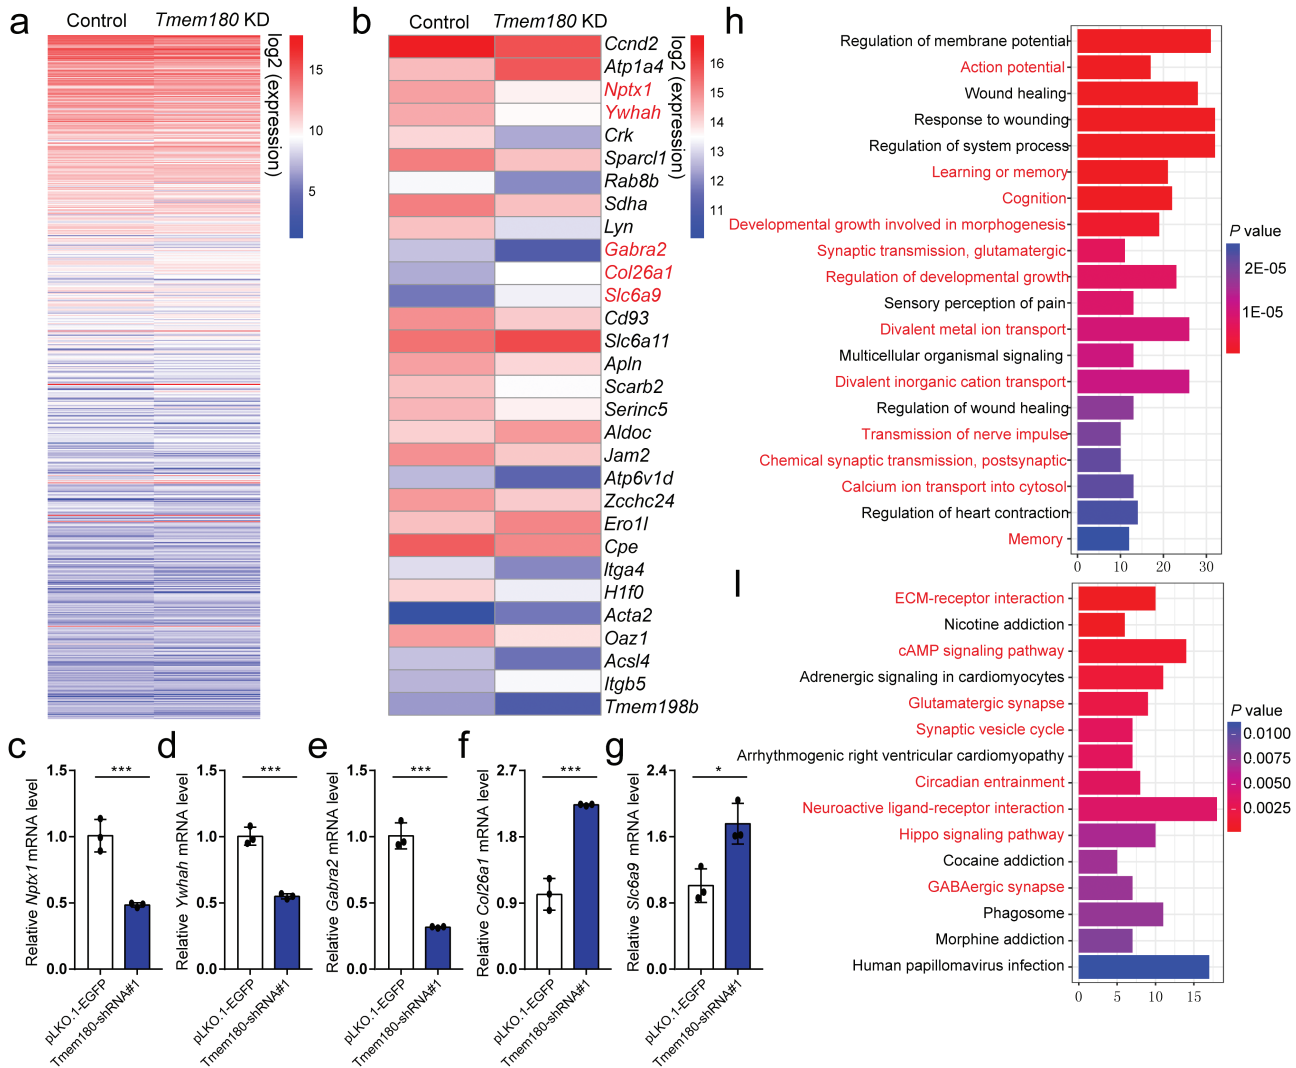 a
Control
Tmem180 KD
log2 (expression)
15
10
5
b
Control
Tmem180 KD
log2 (expression)
16
15
14
13
12
11
Ccnd2
Atp1a4
Nptx1
Ywhah
Crk
Sparcl1
Rab8b
Sdha
Lyn
Gabra2
Col26a1
Slc6a9
Cd93
Slc6a11
Apln
Scarb2
Serinc5
Aldoc
Jam2
Atp6v1d
Zcchc24
Ero1l
Cpe
Itga4
H1f0
Acta2
Oaz1
Acsl4
Itgb5
Tmem198b
c
Relative Nptx1 mRNA level
1.5
1.0
0.5
0.0
***
pLKO.1-EGFP
Tmem180-shRNA#1
d
Relative Ywhah mRNA level
1.5
1.0
0.5
0.0
***
pLKO.1-EGFP
Tmem180-shRNA#1
e
Relative Gabra2 mRNA level
1.5
1.0
0.5
0.0
***
pLKO.1-EGFP
Tmem180-shRNA#1
f
Relative Col26a1 mRNA level
2.7
1.8
0.9
0.0
***
pLKO.1-EGFP
Tmem180-shRNA#1
g
Relative Slc6a9 mRNA level
2.4
1.6
0.8
0.0
*
pLKO.1-EGFP
Tmem180-shRNA#1
h
Regulation of membrane potential
Action potential
Wound healing
Response to wounding
Regulation of system process
Learning or memory
Cognition
Developmental growth involved in morphogenesis
Synaptic transmission, glutamatergic
Regulation of developmental growth
Sensory perception of pain
Divalent metal ion transport
Multicellular organismal signaling
Divalent inorganic cation transport
Regulation of wound healing
Transmission of nerve impulse
Chemical synaptic transmission, postsynaptic
Calcium ion transport into cytosol
Regulation of heart contraction
Memory
0 10 20 30
P value
2E-05
1E-05
I
ECM-receptor interaction
Nicotine addiction
cAMP signaling pathway
Adrenergic signaling in cardiomyocytes
Glutamatergic synapse
Synaptic vesicle cycle
Arrhythmogenic right ventricular cardiomyopathy
Circadian entrainment
Neuroactive ligand-receptor interaction
Hippo signaling pathway
Cocaine addiction
GABAergic synapse
Phagosome
Morphine addiction
Human papillomavirus infection
0 5 10 15
P value
0.0100
0.0075
0.0050
0.0025